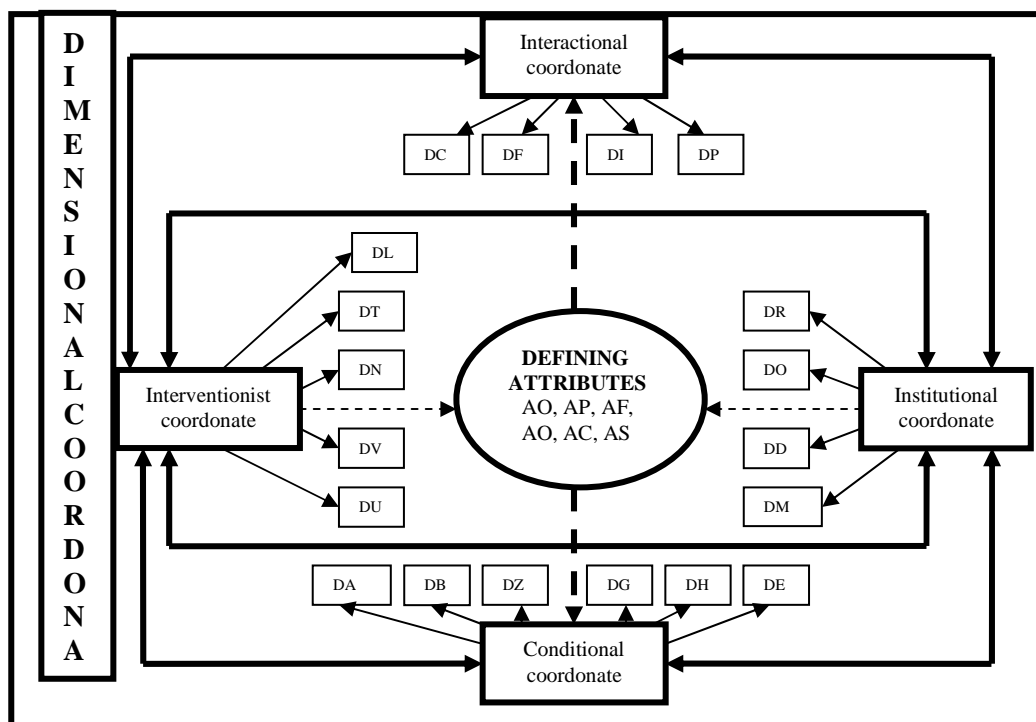 DIMENSIONALCOORDONA
Interactional
coordonate
DC
DF
DI
DP
DL
DT
DN
DV
DU
Interventionist
coordonate
DEFINING
ATTRIBUTES
AO, AP, AF,
AO, AC, AS
DR
DO
DD
DM
Institutional
coordonate
DA
DB
DZ
DG
DH
DE
Conditional
coordonate